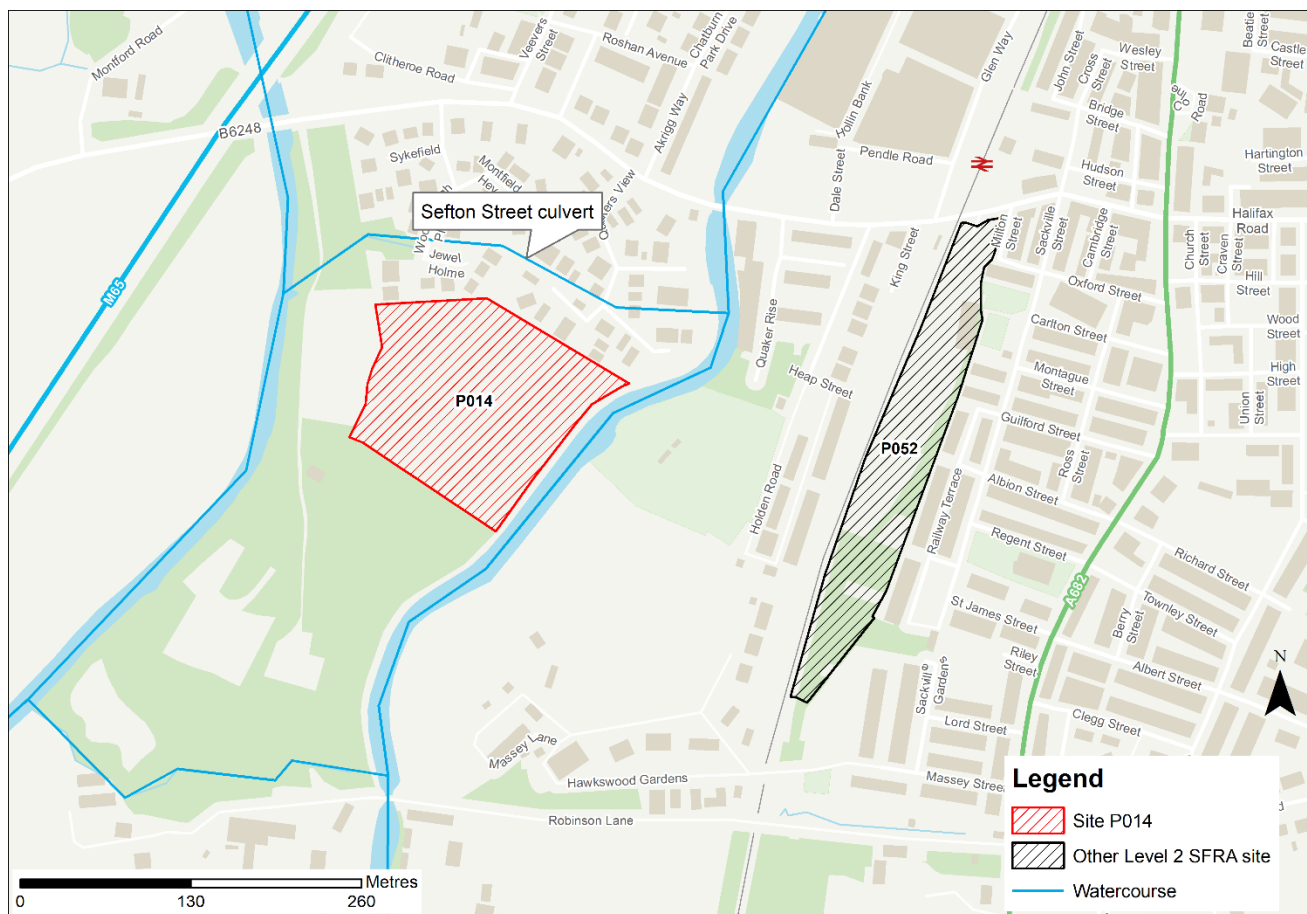 Montford Road
Clitheroe Road
Veevers
Street
Roshan Avenue
Chatburn
Park Drive
Glen Way
John Street
Cross
Street
Wesley
Street
Beatie
Street
Castle
Street
B6248
Sykefield
Akrigg Way
Hollin Bank
Bridge
Street
Colne
Road
Montfield
Dale Street
Pendle Road
Hudson
Street
Hartington
Street
Sefton Street culvert
View
Jewel
Holme
M65
King Street
Milton
Street
Sackville
Street
Cambridge
Street
Church
Street
Craven
Street
Halifax
Road
Hill
Street
Oxford Street
Quaker Rise
Carlton Street
Wood
Street
Heap Street
Montague
Street
High
Street
P014
Union
Street
Guilford Street
P052
Ross
Street
Holden Road
Railway Terrace
Albion Street
Regent Street
Richard Street
A682
St James Street
Berry
Street
Townley Street
Riley
Street
Albert Street
Sackville
Gardens
N
Lord Street
Clegg Street
Massey Lane
Hawkswood Gardens
Massey Street
Robinson Lane
Legend
Site P014
Other Level 2 SFRA site
Watercourse
Metres
0 130 260